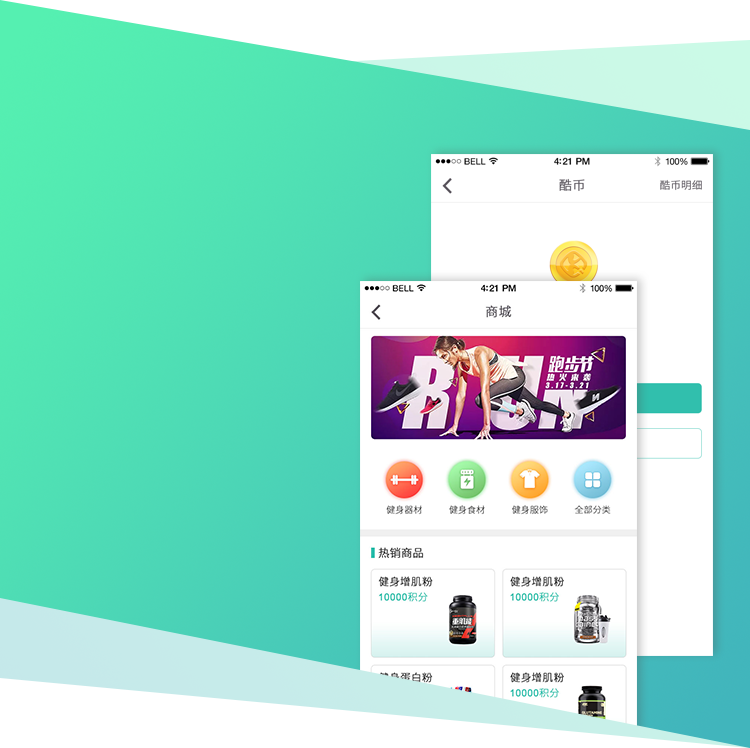 BELL
4:21 PM
100%
酷币
酷币明细
BELL
4:21 PM
100%
商城
RUN
跑步节
热火来袭
3.17-3.21
健身器材
健身食材
健身服饰
全部分类
热销商品
健身增肌粉
10000积分
健身增肌粉
10000积分
健身蛋白粉
健身增肌粉
10000积分
GLUTAMINE